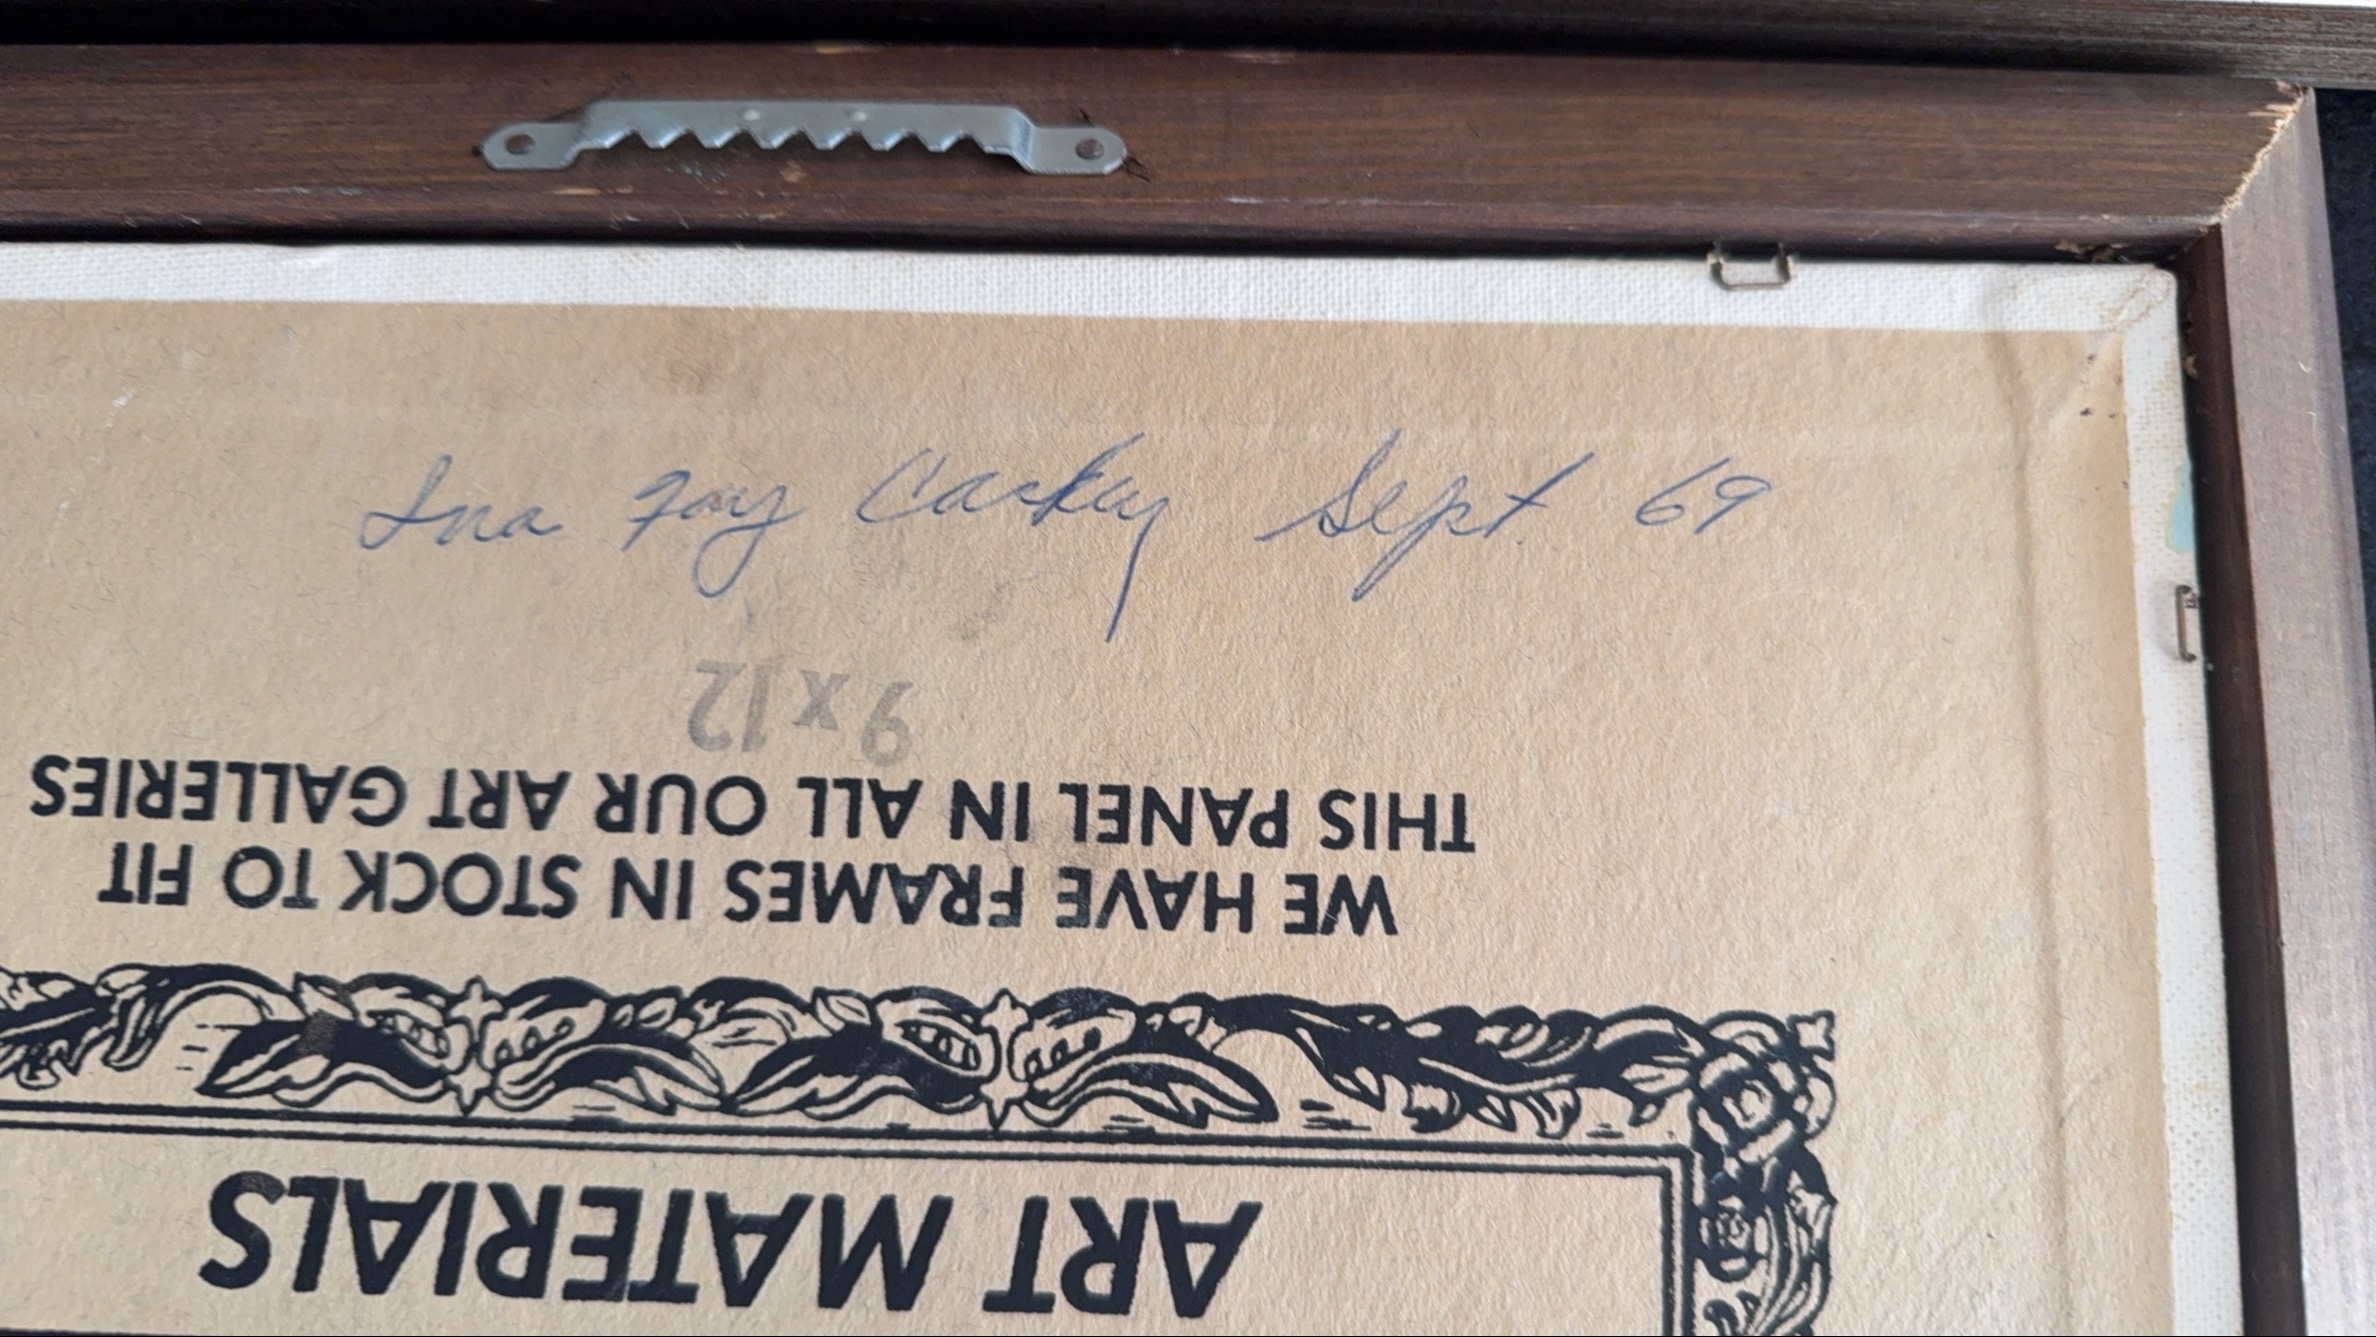 Ina Fay Caskey Sept. 69
9x12
THIS PANEL IN ALL OUR ART GALLERIES
WE HAVE FRAMES IN STOCK TO FIT
ART MATERIALS